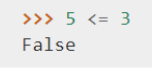 >>> 5 <= 3
False